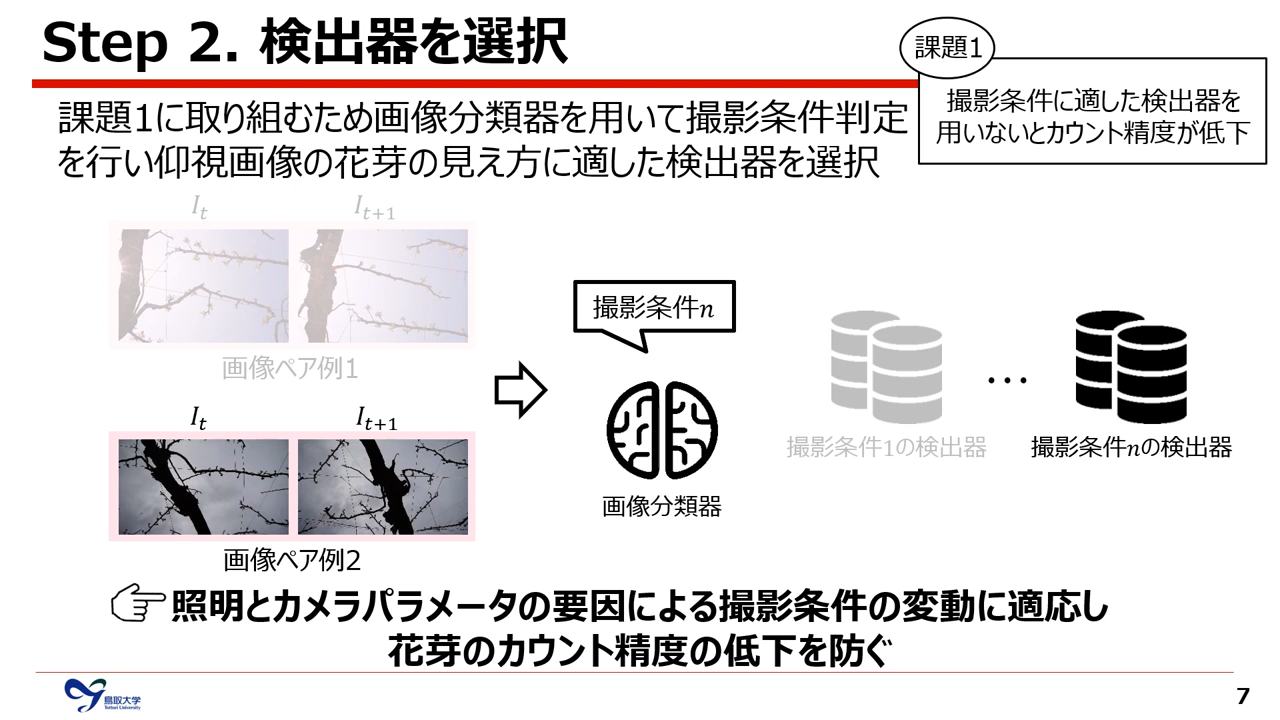 Step 2. 検出器を選択
課題1
撮影条件に適した検出器を
用いないとカウント精度が低下
課題1に取り組むため画像分類器を用いて撮影条件判定
を行い仰視画像の花芽の見え方に適した検出器を選択
I_t
I_{t+1}
画像ペア例1
I_t
I_{t+1}
画像ペア例2
撮影条件n
画像分類器
…
撮影条件1の検出器
撮影条件nの検出器
照明とカメラパラメータの要因による撮影条件の変動に適応し
花芽のカウント精度の低下を防ぐ
鳥取大学
Tottori University
7